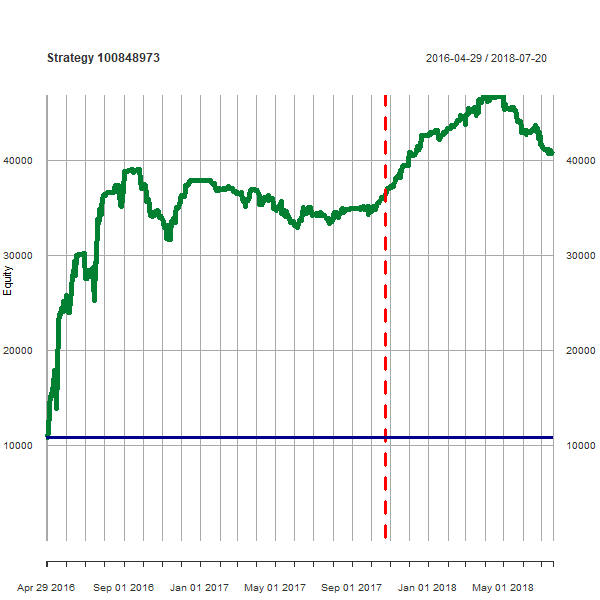 Strategy 100848973
2016-04-29 / 2018-07-20
40000
40000
30000
30000
Equity
20000
20000
10000
10000
Apr 29 2016
Sep 01 2016
Jan 01 2017
May 01 2017
Sep 01 2017
Jan 01 2018
May 01 2018